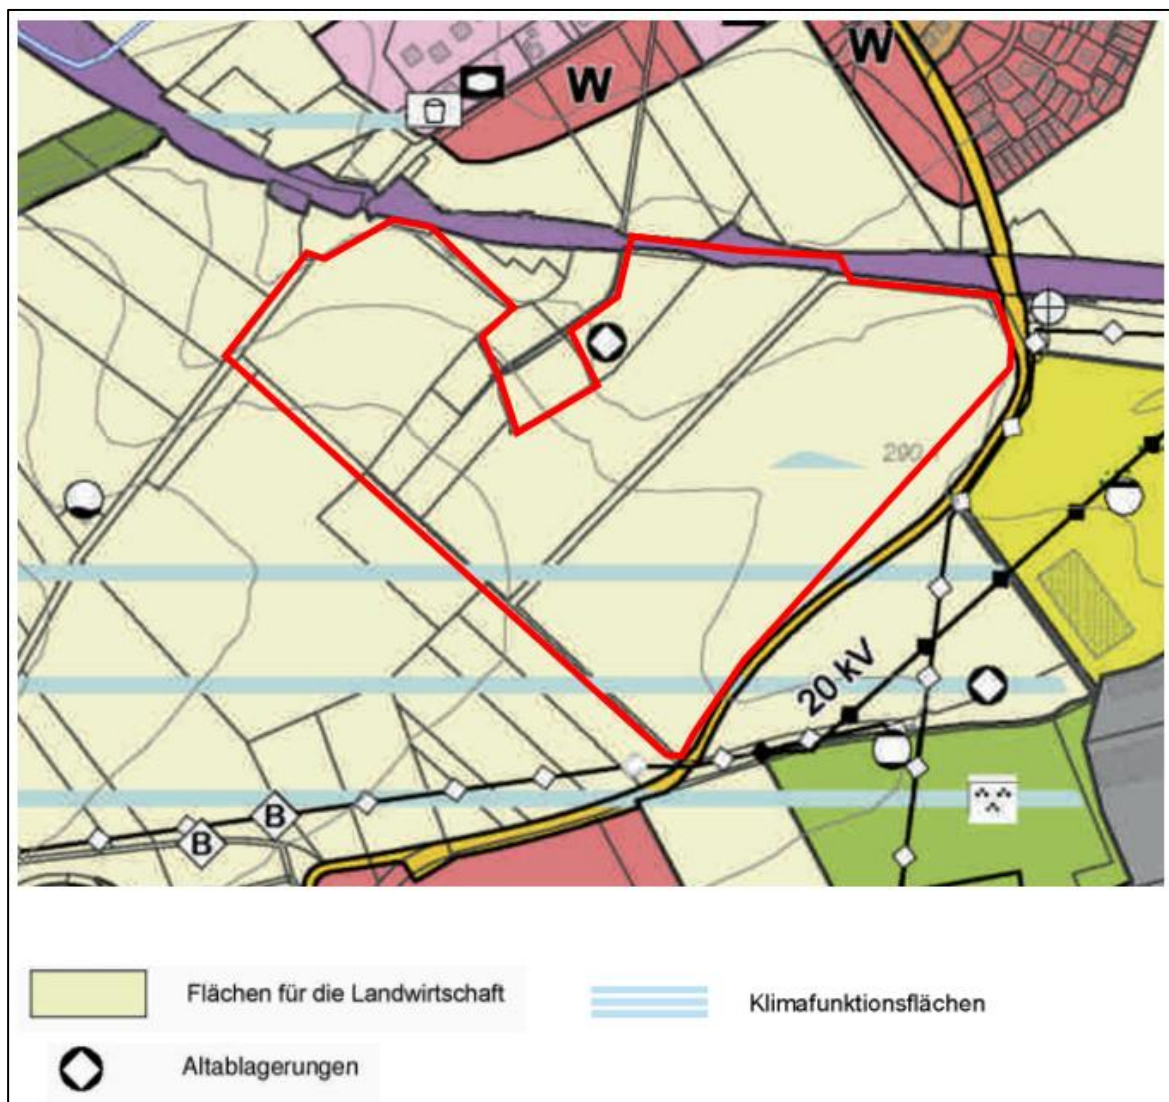 W
W
290
20 kV
B
B
Flächen für die Landwirtschaft
Klimafunktionsflächen
Altablagerungen